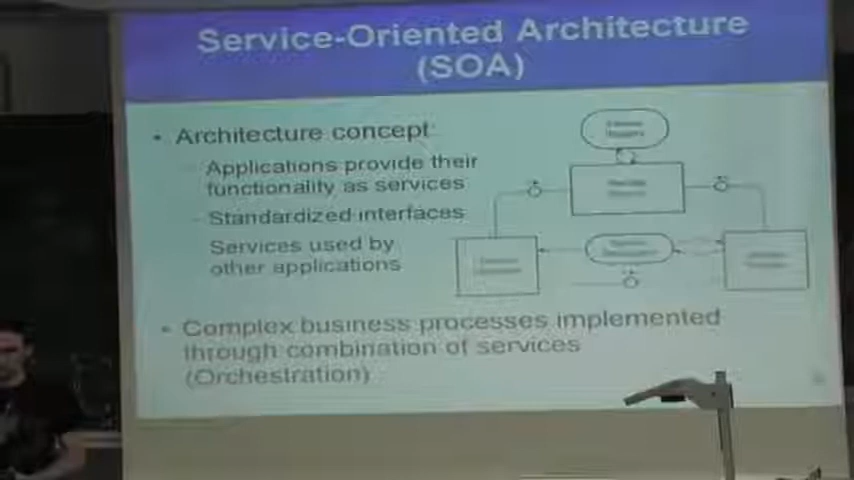 Service-Oriented Architecture
(SOA)
• Architecture concept:
– Applications provide their
functionality as services
– Standardized interfaces
Services used by
other applications
• Complex business processes implemented
through combination of services
(Orchestration)